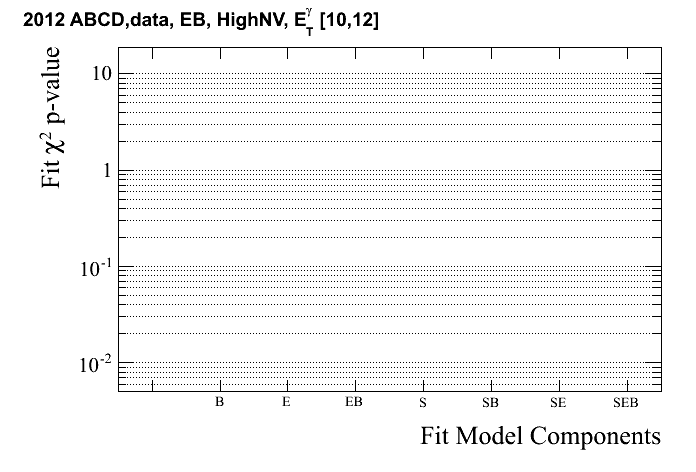 2012 ABCD,data, EB, HighNV, E_T^γ [10,12]
Fit χ² p-value
10
1
10⁻¹
10⁻²
B E EB S SB SE SEB
Fit Model Components